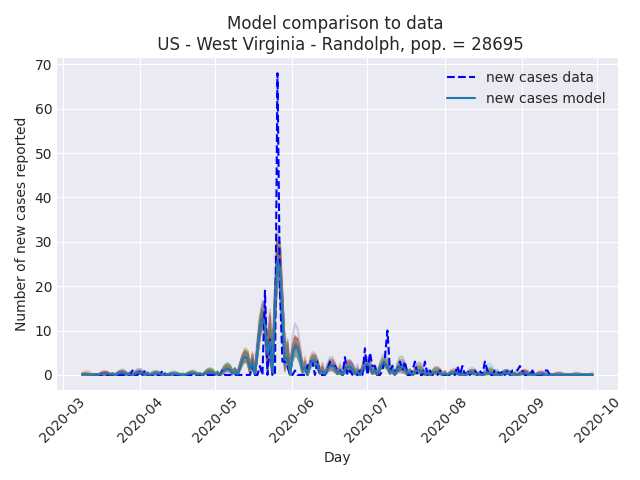 Model comparison to data
US - West Virginia - Randolph, pop. = 28695
new cases data
new cases model
Number of new cases reported
70
60
50
40
30
20
10
0
2020-03
2020-04
2020-05
2020-06
2020-07
2020-08
2020-09
2020-10
Day